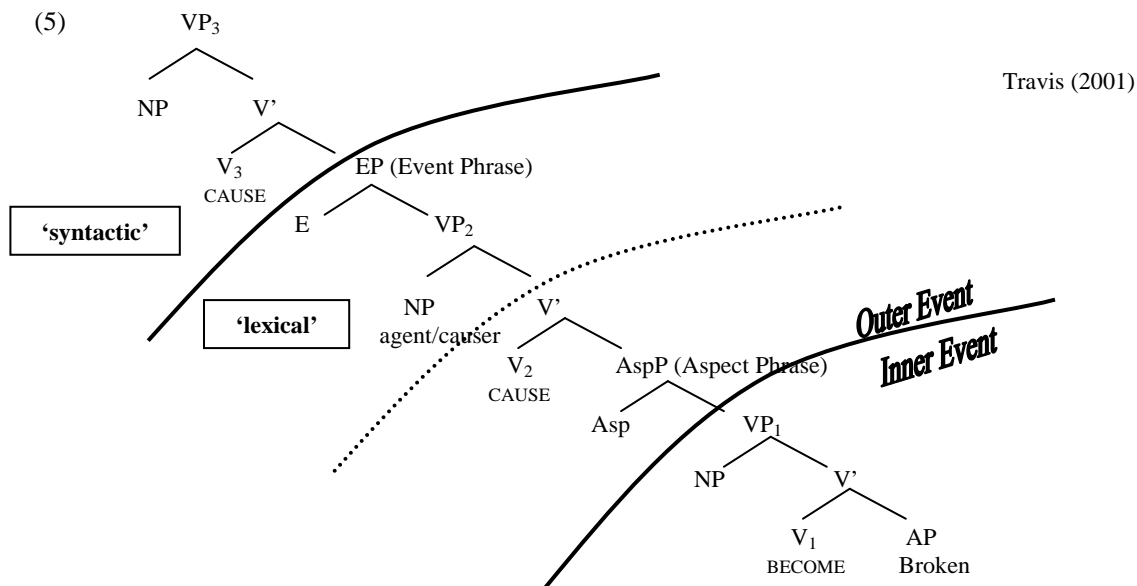 (5) VP3
Travis (2001)
NP V’
V3 EP (Event Phrase)
CAUSE
‘syntactic’ E VP2
‘lexical’ NP V’
agent/causer
Outer Event
Inner Event
V2 AspP (Aspect Phrase)
CAUSE
Asp VP1
NP V’
V1 AP
BECOME Broken